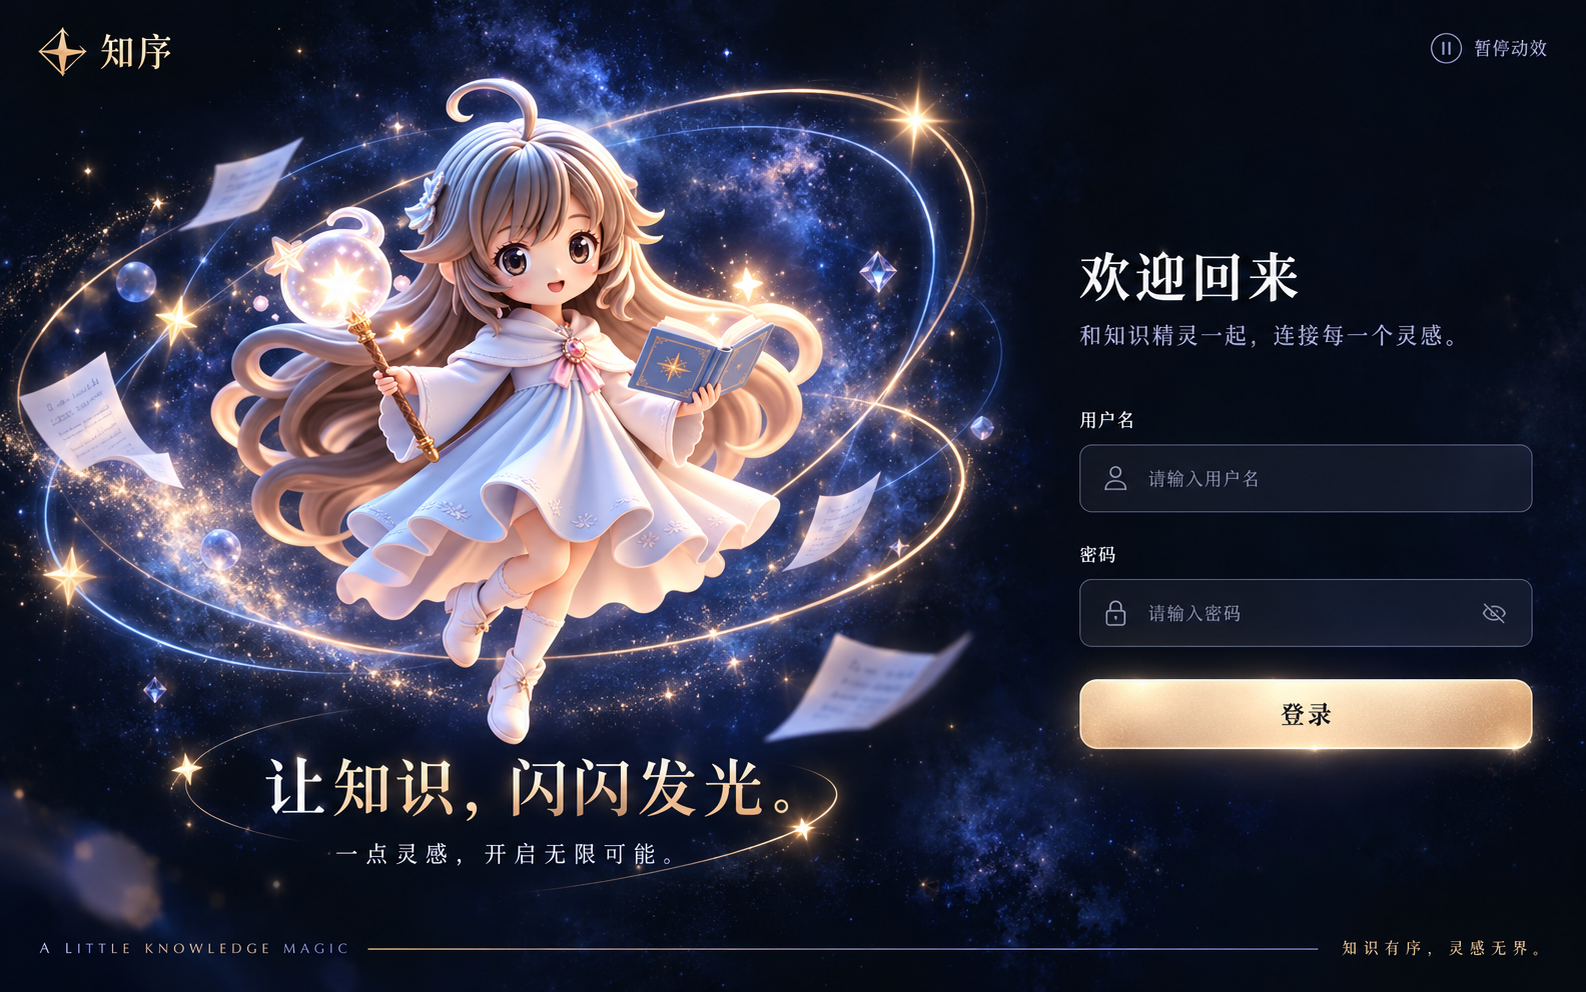 知序
暂停动效
欢迎回来
和知识精灵一起，连接每一个灵感。
用户名
请输入用户名
密码
请输入密码
登录
让知识，闪闪发光。
一点灵感，开启无限可能。
A LITTLE KNOWLEDGE MAGIC
知识有序，灵感无界。